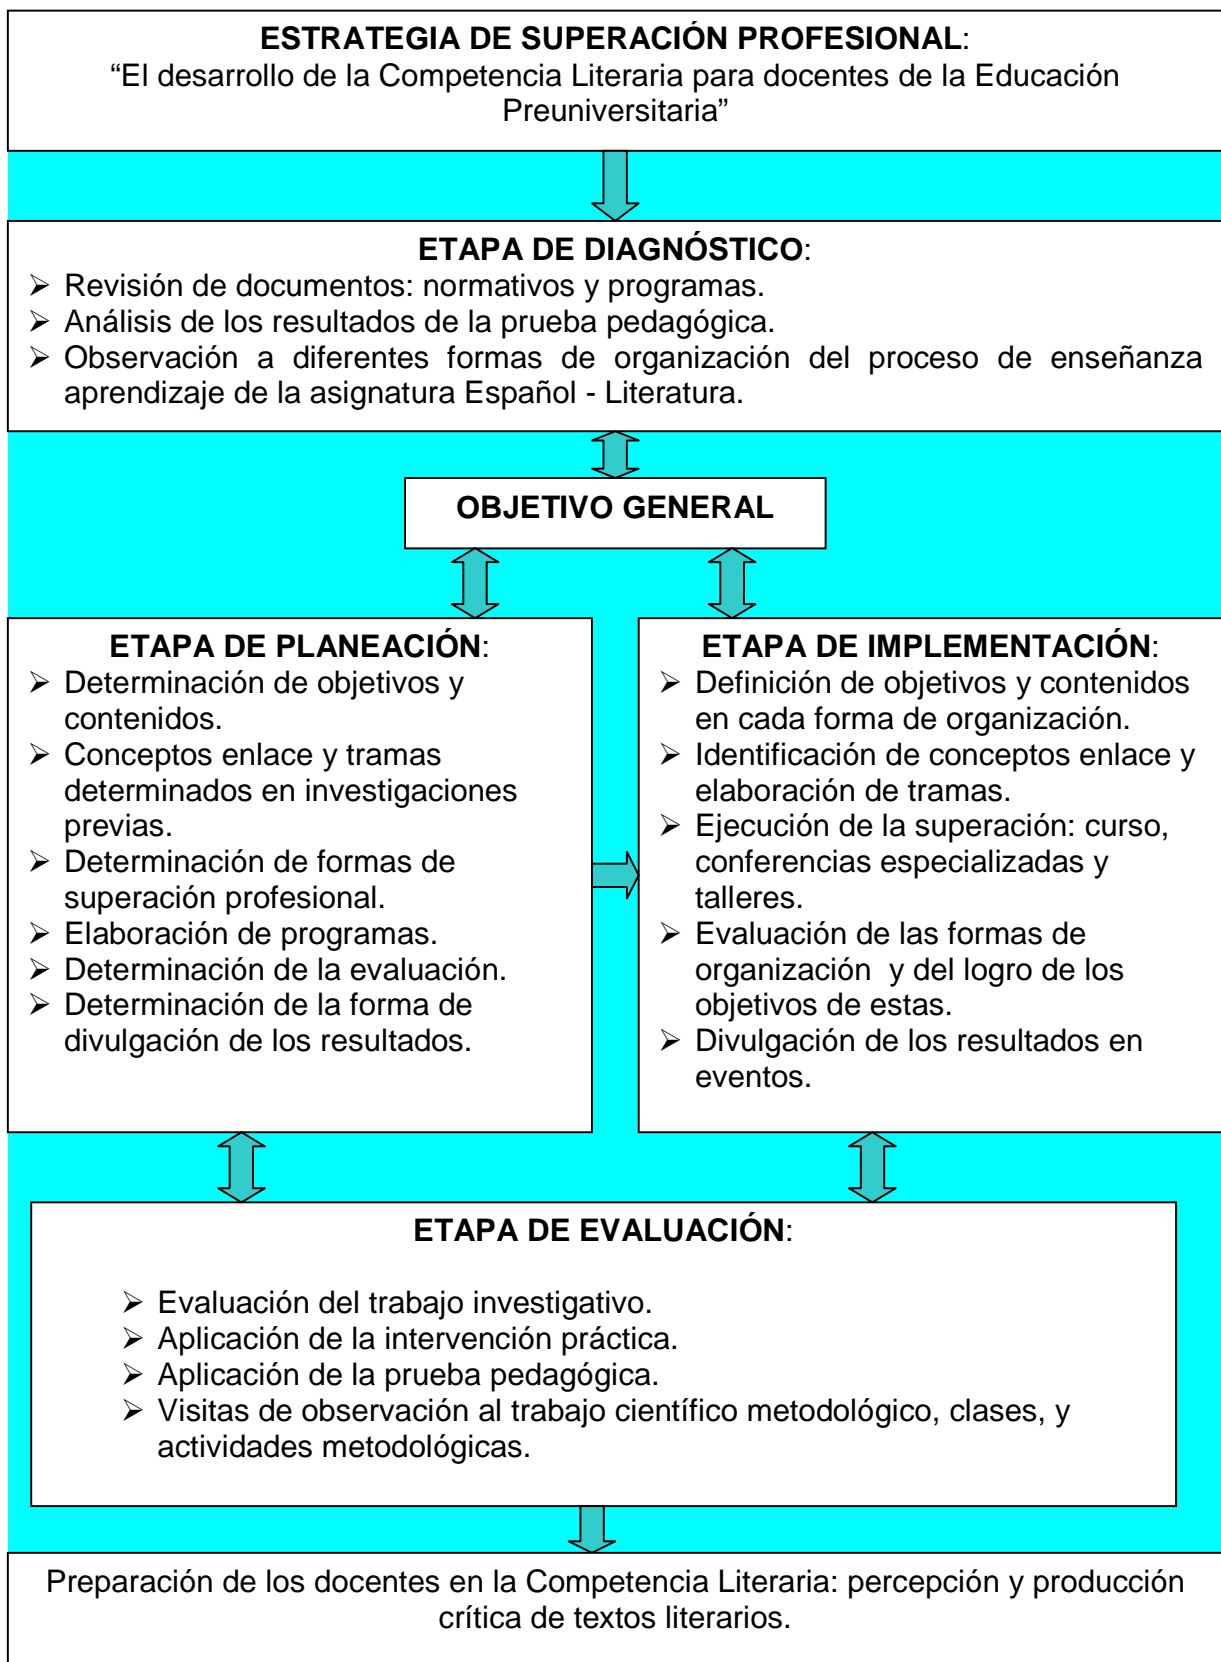 ESTRATEGIA DE SUPERACIÓN PROFESIONAL:
“El desarrollo de la Competencia Literaria para docentes de la Educación
Preuniversitaria”
ETAPA DE DIAGNÓSTICO:
➢ Revisión de documentos: normativos y programas.
➢ Análisis de los resultados de la prueba pedagógica.
➢ Observación a diferentes formas de organización del proceso de enseñanza
aprendizaje de la asignatura Español - Literatura.
OBJETIVO GENERAL
ETAPA DE PLANEACIÓN:
➢ Determinación de objetivos y
contenidos.
➢ Conceptos enlace y tramas
determinados en investigaciones
previas.
➢ Determinación de formas de
superación profesional.
➢ Elaboración de programas.
➢ Determinación de la evaluación.
➢ Determinación de la forma de
divulgación de los resultados.
ETAPA DE IMPLEMENTACIÓN:
➢ Definición de objetivos y contenidos
en cada forma de organización.
➢ Identificación de conceptos enlace y
elaboración de tramas.
➢ Ejecución de la superación: curso,
conferencias especializadas y
talleres.
➢ Evaluación de las formas de
organización y del logro de los
objetivos de estas.
➢ Divulgación de los resultados en
eventos.
ETAPA DE EVALUACIÓN:
➢ Evaluación del trabajo investigativo.
➢ Aplicación de la intervención práctica.
➢ Aplicación de la prueba pedagógica.
➢ Visitas de observación al trabajo científico metodológico, clases, y
actividades metodológicas.
Preparación de los docentes en la Competencia Literaria: percepción y producción
crítica de textos literarios.